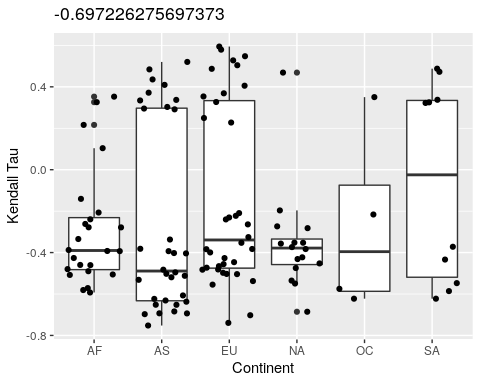 -0.697226275697373
Kendall Tau
0.4
0.0
-0.4
-0.8
AF AS EU NA OC SA
Continent